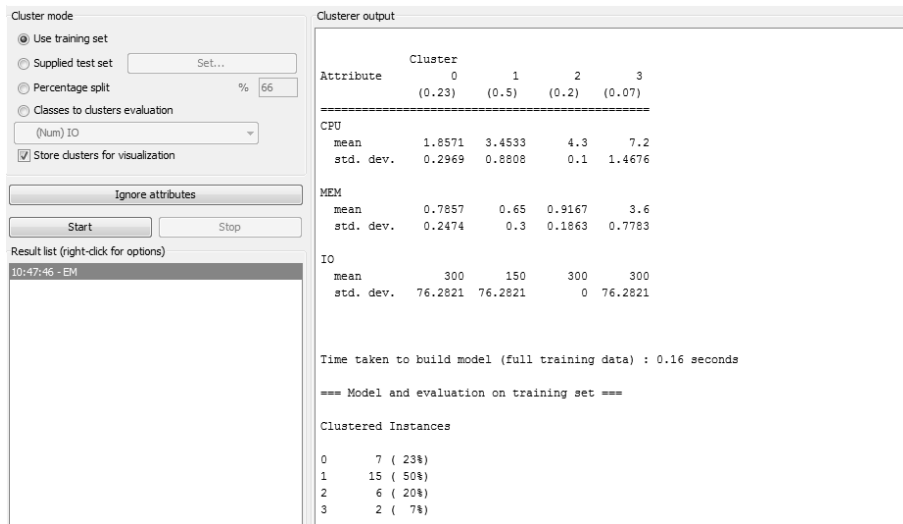 Cluster mode
Use training set
Supplied test set Set...
Percentage split % 66
Classes to clusters evaluation
(Num) IO
Store clusters for visualization
Ignore attributes
Start Stop
Result list (right-click for options)
10:47:46 - EM
Clusterer output
Cluster
Attribute 0 1 2 3
(0.23) (0.5) (0.2) (0.07)
==================================================
CPU
mean 1.8571 3.4533 4.3 7.2
std. dev. 0.2969 0.8808 0.1 1.4676
MEM
mean 0.7857 0.65 0.9167 3.6
std. dev. 0.2474 0.3 0.1863 0.7783
IO
mean 300 150 300 300
std. dev. 76.2821 76.2821 0 76.2821
Time taken to build model (full training data) : 0.16 seconds
=== Model and evaluation on training set ===
Clustered Instances
0 7 ( 23%)
1 15 ( 50%)
2 6 ( 20%)
3 2 ( 7%)